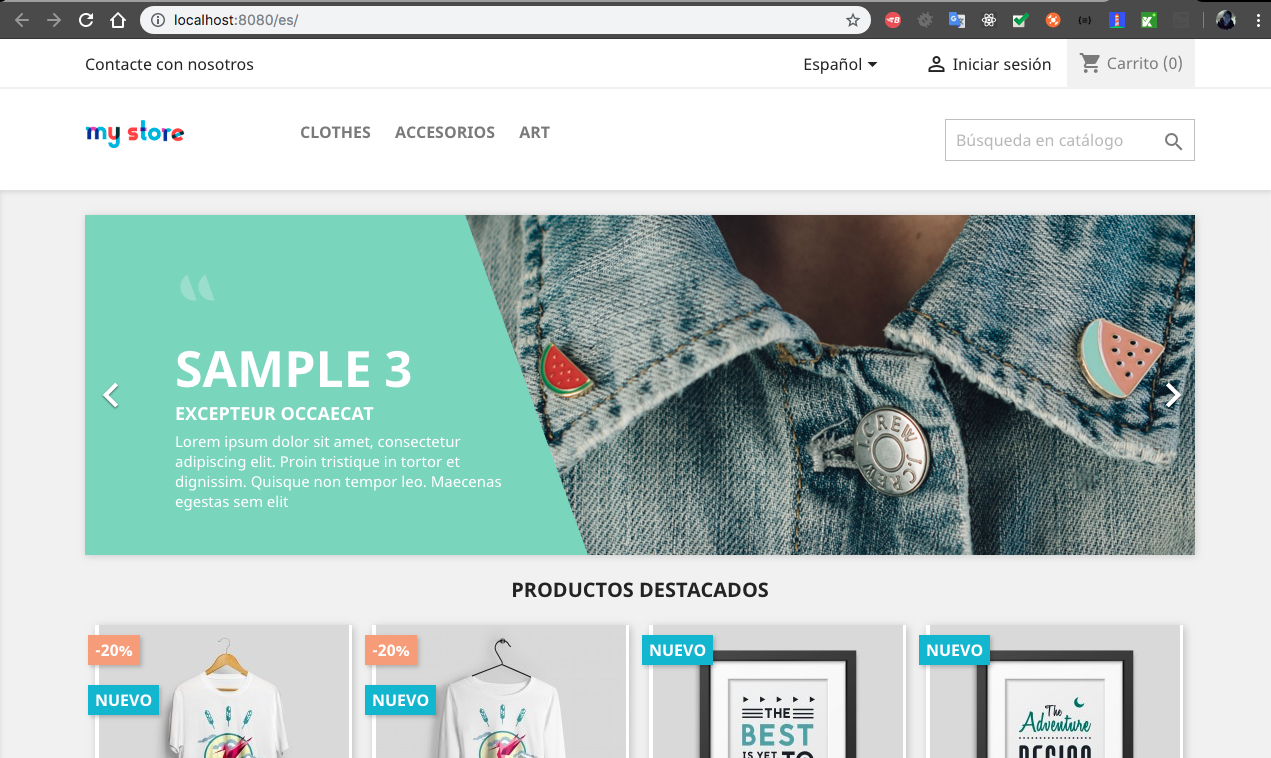 localhost:8080/es/
Contacte con nosotros
Español
Iniciar sesión
Carrito (0)
my store
CLOTHES
ACCESORIOS
ART
Búsqueda en catálogo
SAMPLE 3
EXCEPTEUR OCCAECAT
Lorem ipsum dolor sit amet, consectetur
adipiscing elit. Proin tristique in tortor et
dignissim. Quisque non tempor leo. Maecenas
egestas sem elit
J.CREW J.CREW
PRODUCTOS DESTACADOS
-20%
NUEVO
-20%
NUEVO
NUEVO
THE
BEST
IS YET TO
NUEVO
The
Adventure
BEGINS